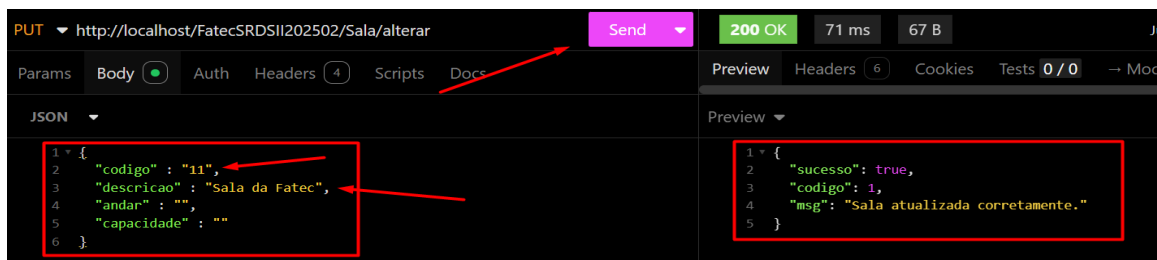 PUT http://localhost/FatecSRDSII202502/Sala/alterar Send
Params Body Auth Headers 4 Scripts Docs
JSON
1 {
2 "codigo" : "11",
3 "descricao" : "Sala da Fatec",
4 "andar" : "",
5 "capacidade" : ""
6 }
200 OK 71 ms 67 B
Preview Headers 6 Cookies Tests 0 / 0 → Moc
Preview
1 {
2 "sucesso": true,
3 "codigo": 1,
4 "msg": "Sala atualizada corretamente."
5 }